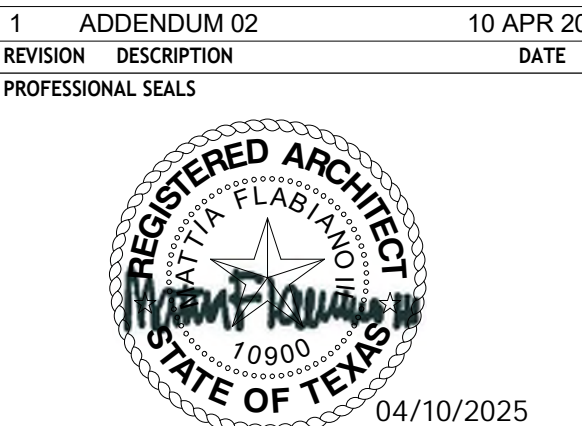 1 ADDENDUM 02 10 APR 20
REVISION DESCRIPTION DATE
PROFESSIONAL SEALS
REGISTERED ARCHITECT
MATTIA FLABIANO III
10900
STATE OF TEXAS
04/10/2025